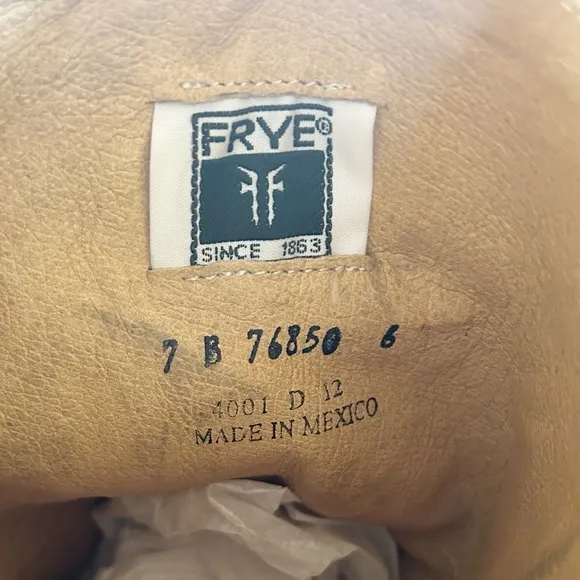 FRYE®
SINCE 1863
7 B 76850 6
4001 D 12
MADE IN MEXICO